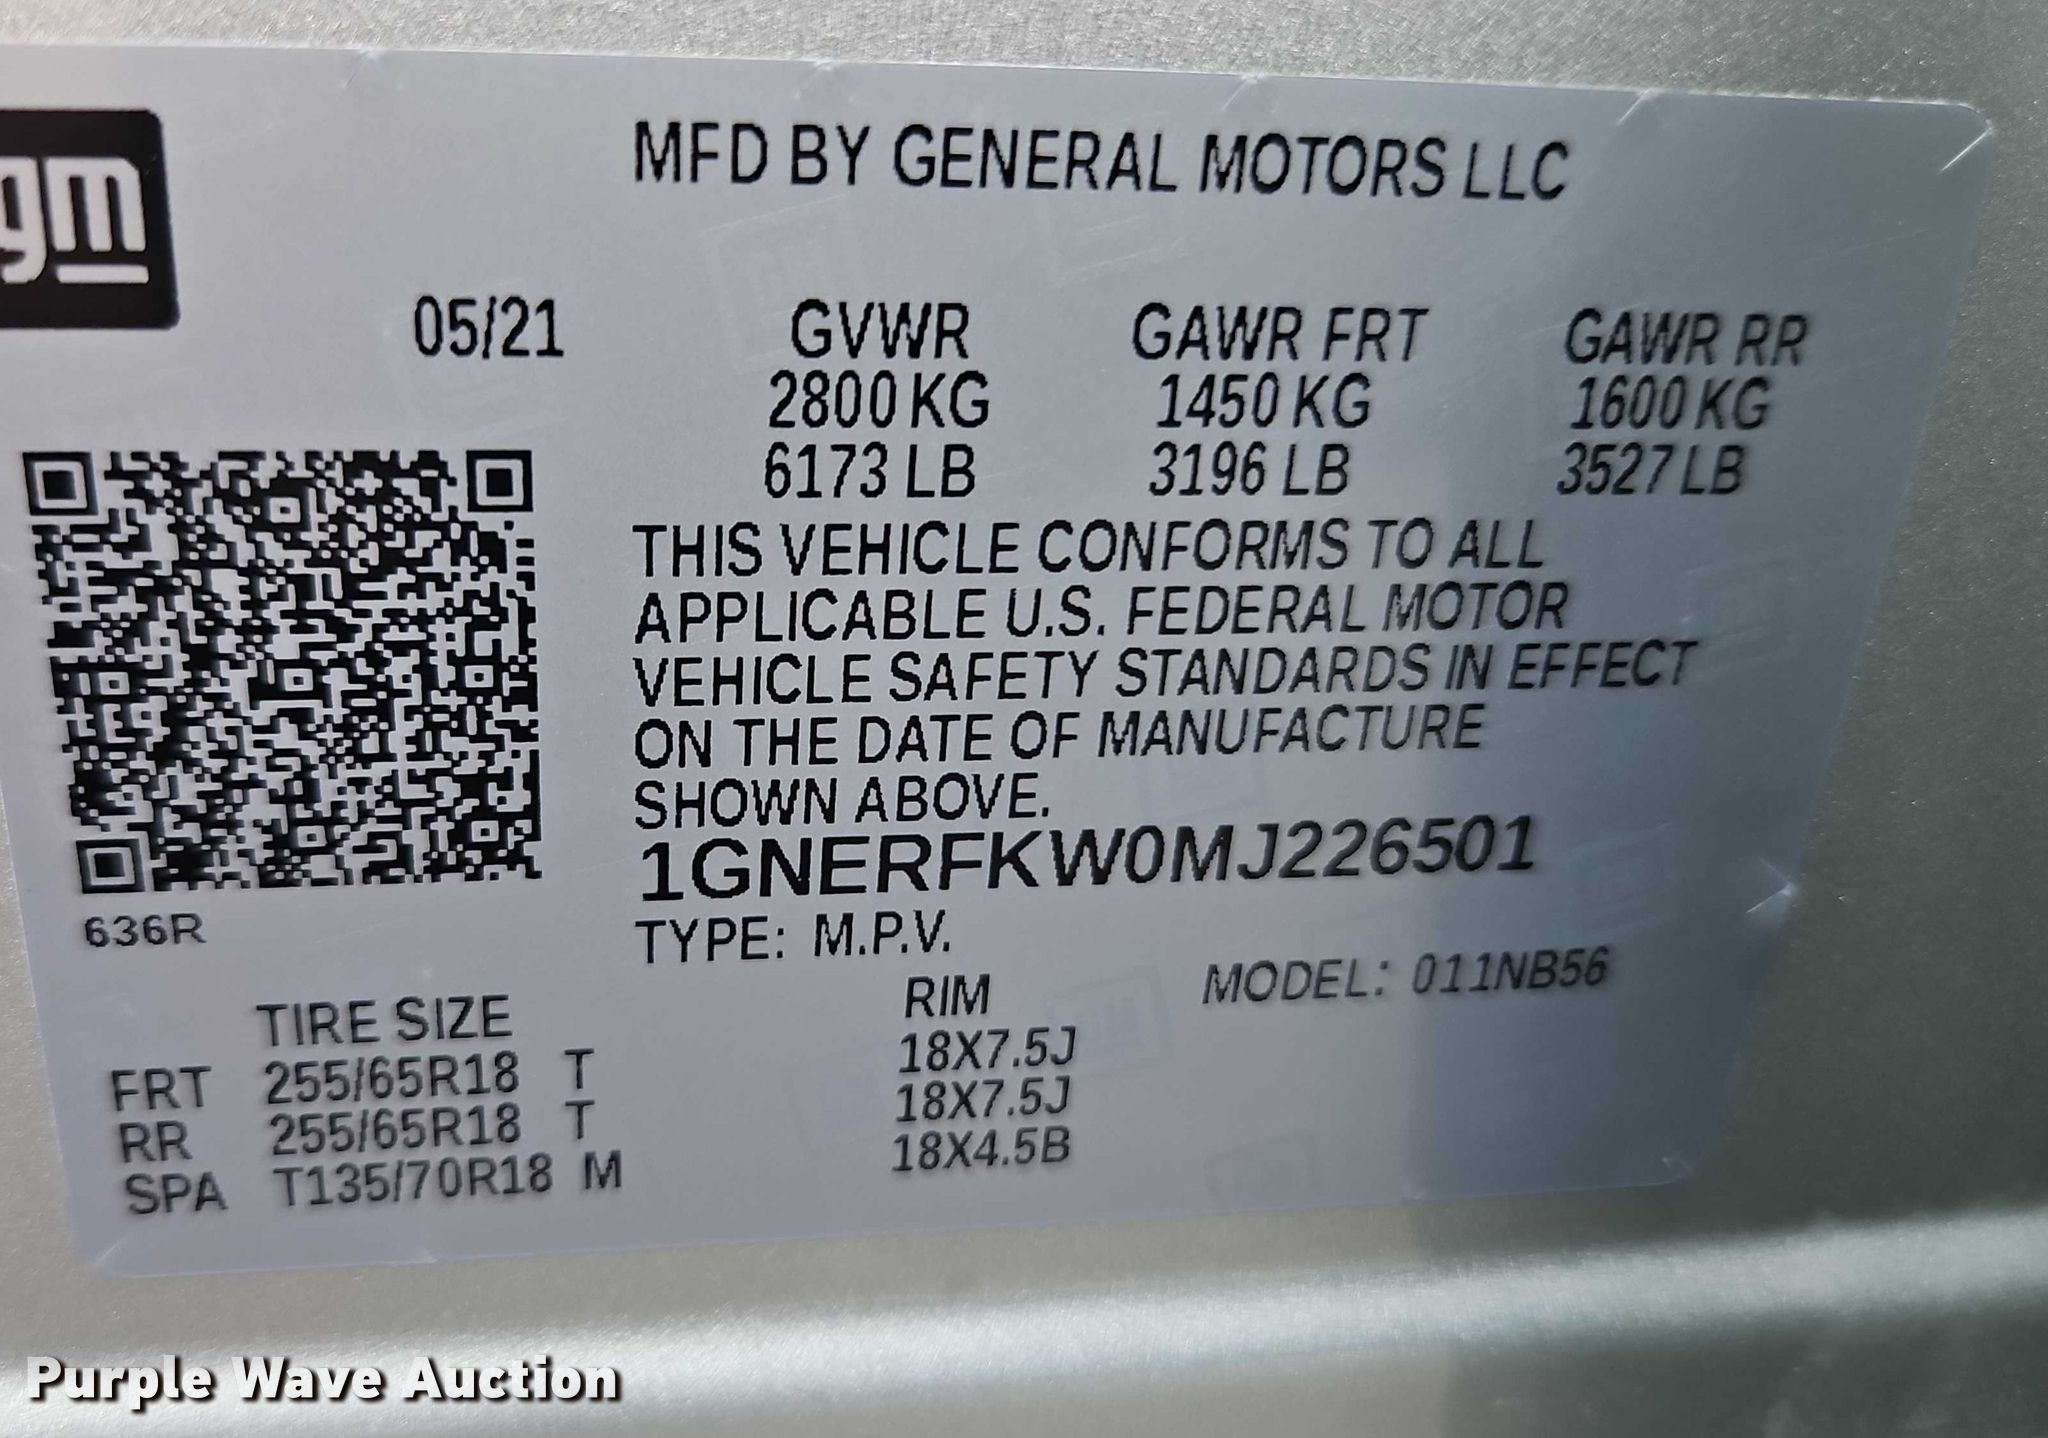 gm
MFD BY GENERAL MOTORS LLC
05/21 GVWR GAWR FRT GAWR RR
2800 KG 1450 KG 1600 KG
6173 LB 3196 LB 3527 LB
THIS VEHICLE CONFORMS TO ALL
APPLICABLE U.S. FEDERAL MOTOR
VEHICLE SAFETY STANDARDS IN EFFECT
ON THE DATE OF MANUFACTURE
SHOWN ABOVE.
1GNERFKW0MJ226501
636R
TYPE: M.P.V.
MODEL: 011NB56
TIRE SIZE RIM
FRT 255/65R18 T 18X7.5J
RR 255/65R18 T 18X7.5J
SPA T135/70R18 M 18X4.5B
Purple Wave Auction